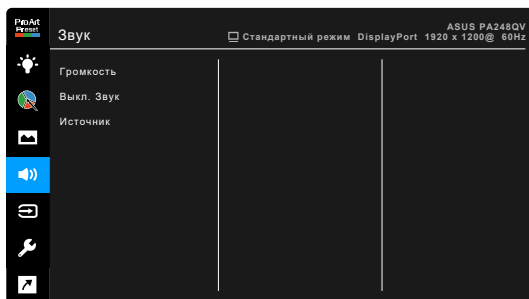 ProArt
Preset
Звук
ASUS PA248QV
Стандартный режим DisplayPort 1920 x 1200@ 60Hz
Громкость
Выкл. Звук
Источник